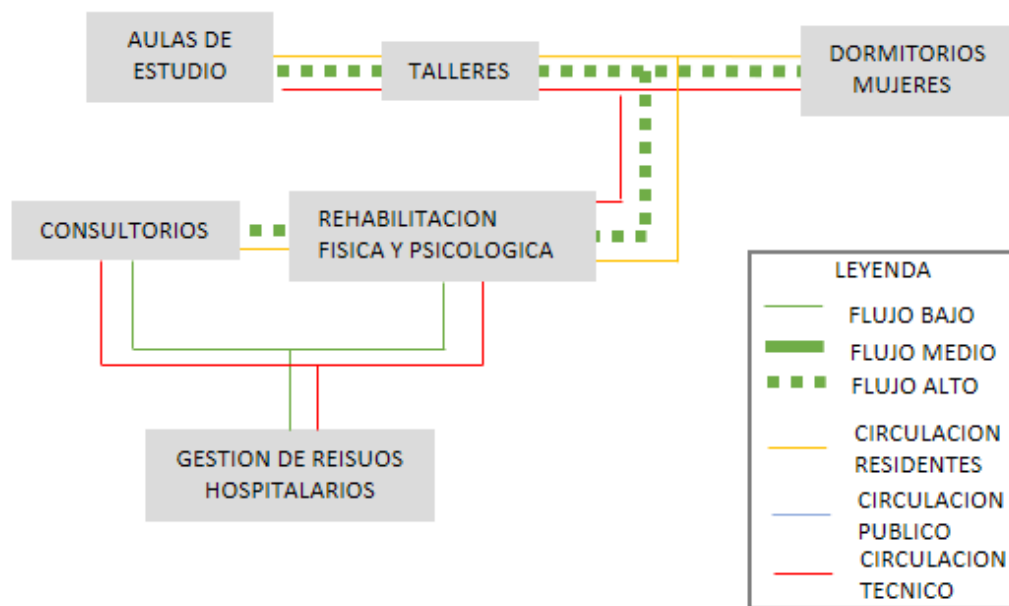 AULAS DE
ESTUDIO
TALLERES
DORMITORIOS
MUJERES
CONSULTORIOS
REHABILITACION
FISICA Y PSICOLOGICA
GESTION DE REISUOS
HOSPITALARIOS
LEYENDA
FLUJO BAJO
FLUJO MEDIO
FLUJO ALTO
CIRCULACION
RESIDENTES
CIRCULACION
PUBLICO
CIRCULACION
TECNICO